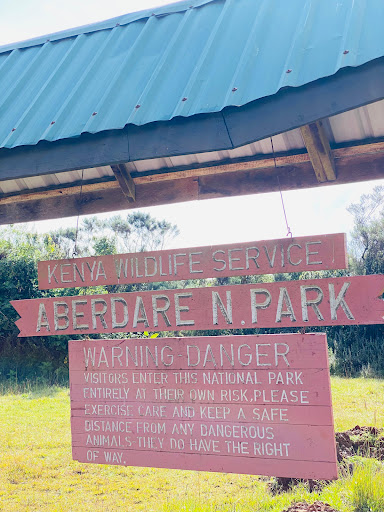 KENYA WILDLIFE SERVICE
ABERDARE N.PARK
WARNING-DANGER
VISITORS ENTER THIS NATIONAL PARK
ENTIRELY AT THEIR OWN RISK,PLEASE
EXERCISE CARE AND KEEP A SAFE
DISTANCE FROM ANY DANGEROUS
ANIMALS THEY DO HAVE THE RIGHT
OF WAY.